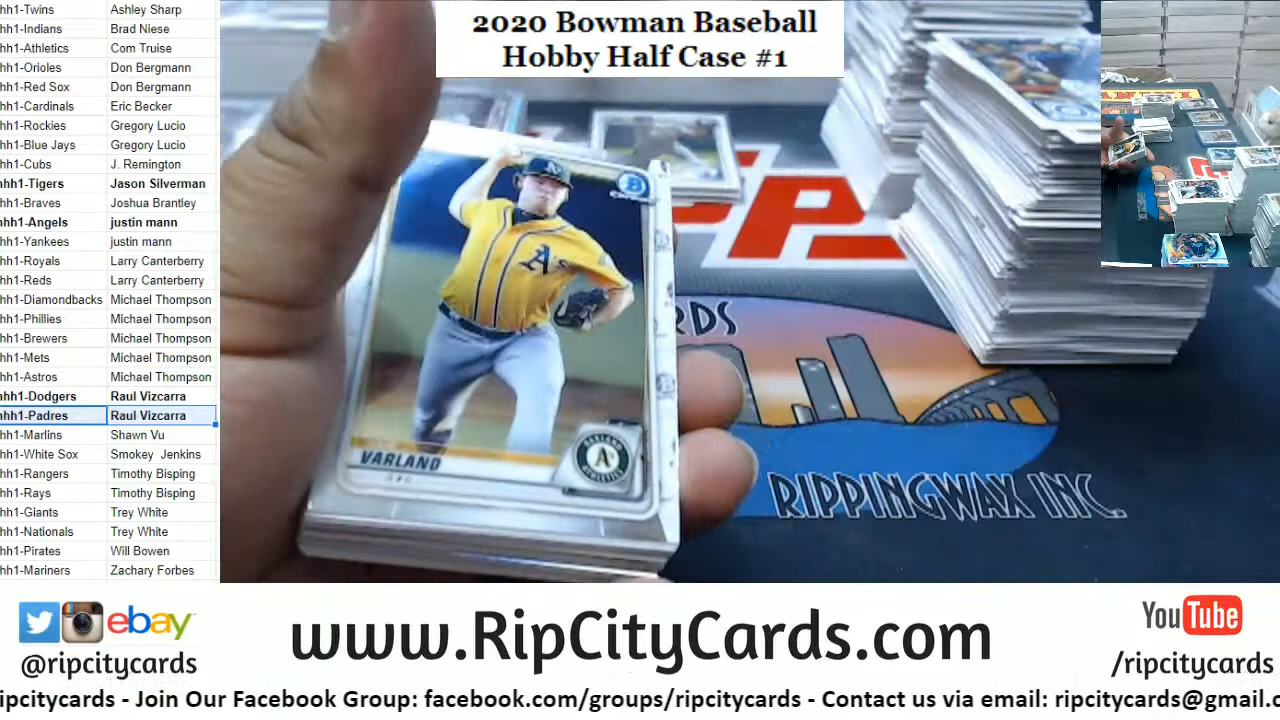 2020 Bowman Baseball
Hobby Half Case #1
hh1-Twins Ashley Sharp
hh1-Indians Brad Niese
hh1-Athletics Com Truise
hh1-Orioles Don Bergmann
hh1-Red Sox Don Bergmann
hh1-Cardinals Eric Becker
hh1-Rockies Gregory Lucio
hh1-Blue Jays Gregory Lucio
hh1-Cubs J. Remington
hh1-Tigers Jason Silverman
hh1-Braves Joshua Brantley
hh1-Angels justin mann
hh1-Yankees justin mann
hh1-Royals Larry Canterberry
hh1-Reds Larry Canterberry
hh1-Diamondbacks Michael Thompson
hh1-Phillies Michael Thompson
hh1-Brewers Michael Thompson
hh1-Mets Michael Thompson
hh1-Astros Michael Thompson
hh1-Dodgers Raul Vizcarra
hh1-Padres Raul Vizcarra
hh1-Marlins Shawn Vu
hh1-White Sox Smokey Jenkins
hh1-Rangers Timothy Bisping
hh1-Rays Timothy Bisping
hh1-Giants Trey White
hh1-Nationals Trey White
hh1-Pirates Will Bowen
hh1-Mariners Zachary Forbes
B
A's
VARLAND
OAKLAND
A
ATHLETICS
RDS
RIPPINGWAX INC.
ebay
@ripcitycards
www.RipCityCards.com
YouTube
/ripcitycards
ripcitycards - Join Our Facebook Group: facebook.com/groups/ripcitycards - Contact us via email: ripcitycards@gmail.c